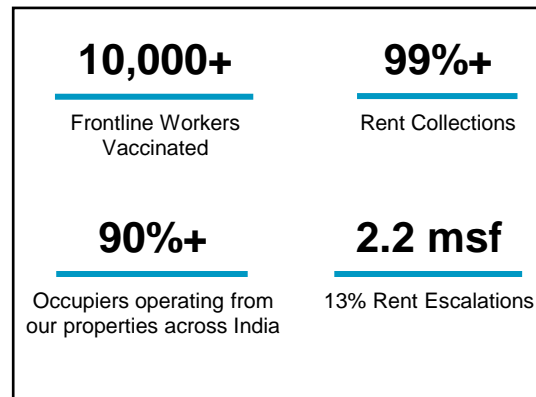 10,000+
Frontline Workers
Vaccinated
99%+
Rent Collections
90%+
Occupiers operating from
our properties across India
2.2 msf
13% Rent Escalations